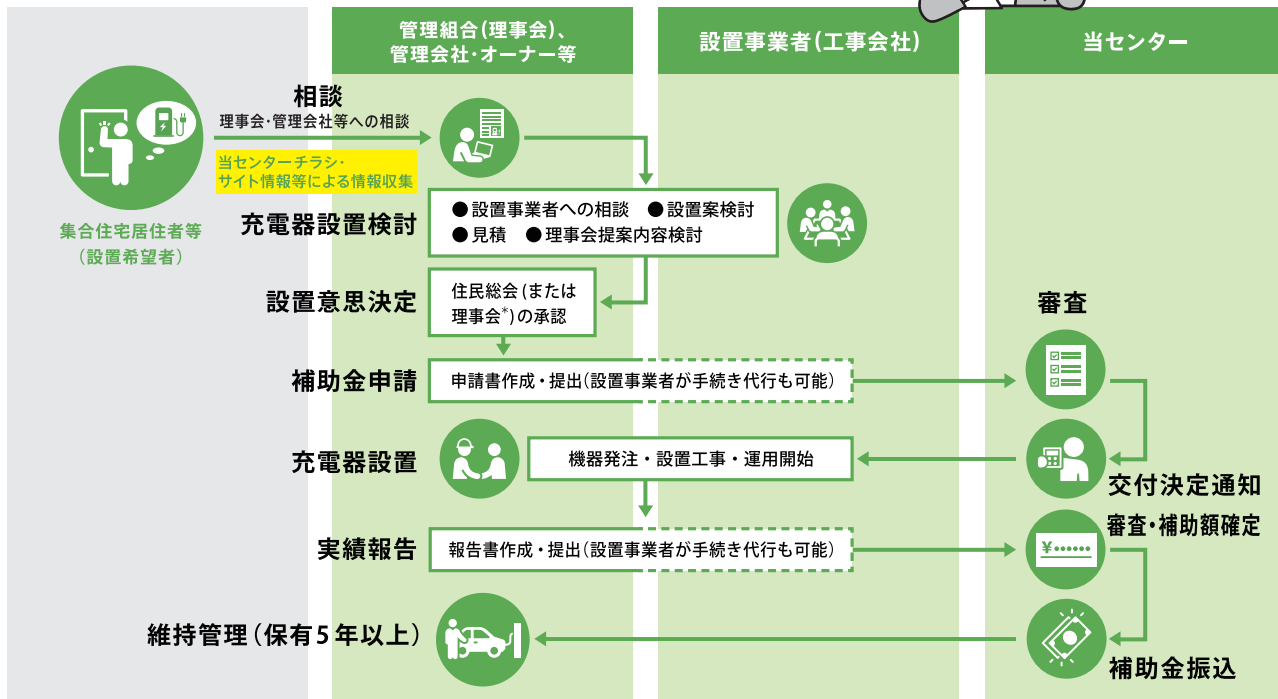 管理組合(理事会)、
管理会社･オーナー等
設置事業者(工事会社)
当センター
相談
理事会･管理会社等への相談
当センターチラシ･
サイト情報等による情報収集
集合住宅居住者等
(設置希望者)
充電器設置検討
●設置事業者への相談 ●設置案検討
●見積 ●理事会提案内容検討
設置意思決定
住民総会(または
理事会*)の承認
審査
補助金申請
申請書作成・提出(設置事業者が手続き代行も可能)
充電器設置
機器発注・設置工事・運用開始
交付決定通知
審査･補助額確定
実績報告
報告書作成・提出(設置事業者が手続き代行も可能)
¥
維持管理(保有5年以上)
補助金振込